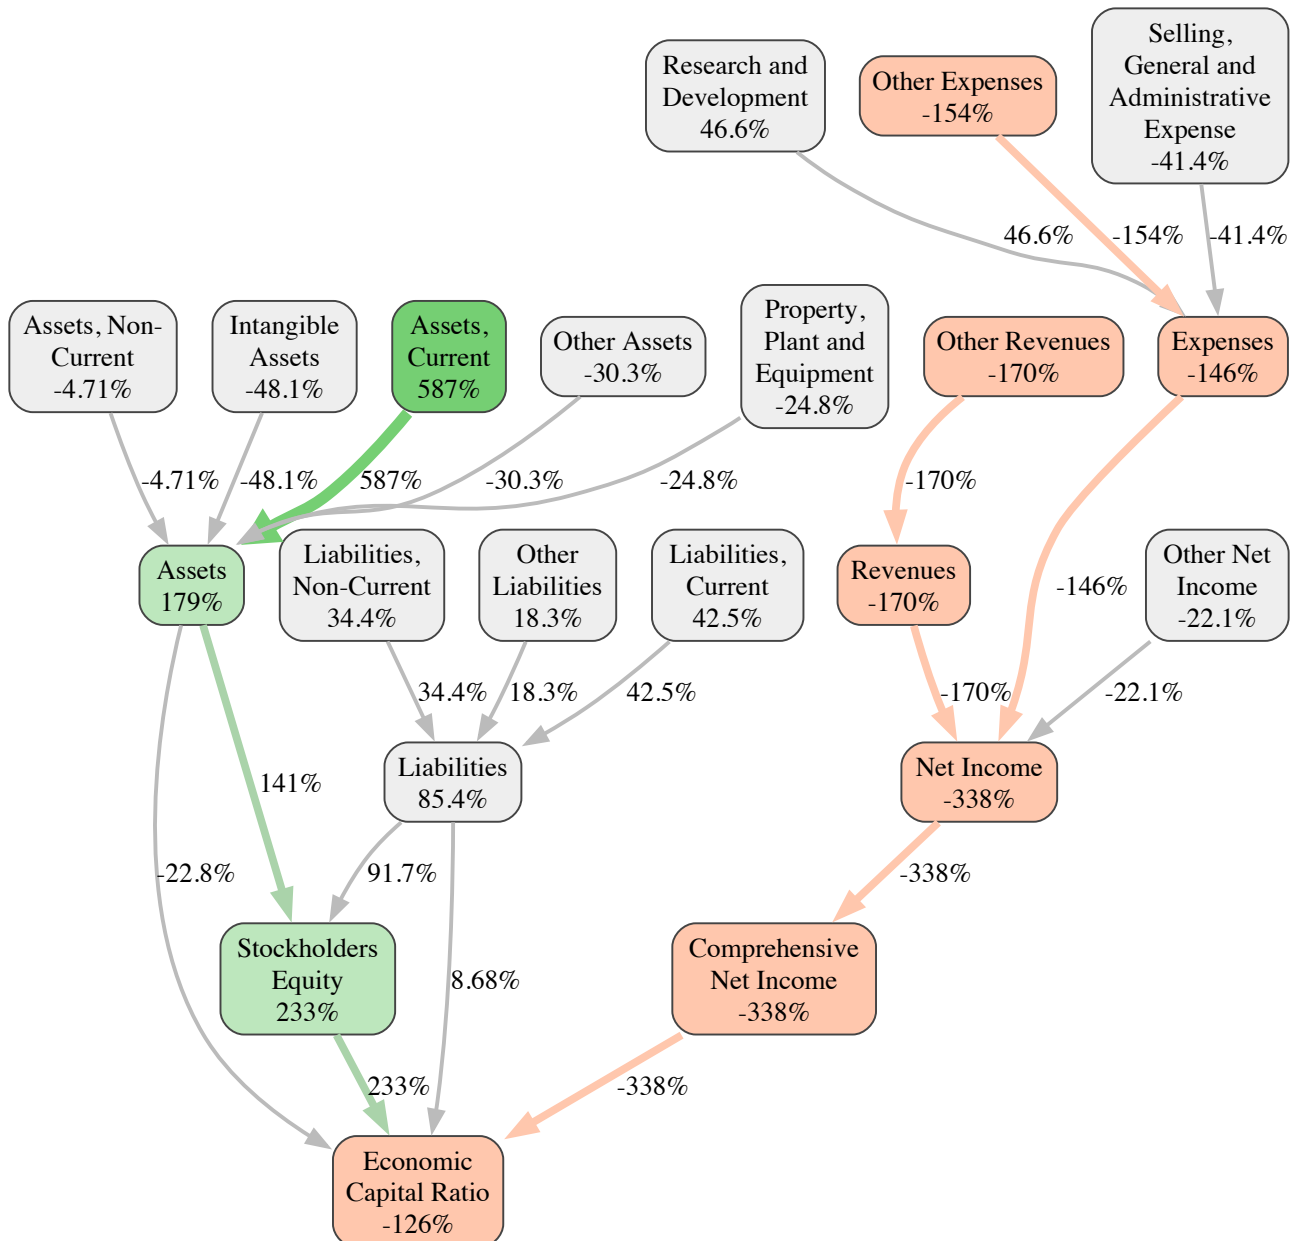 Research and
Development
46.6%
Other Expenses
-154%
Selling,
General and
Administrative
Expense
-41.4%
46.6%
-154%
-41.4%
Assets, Non-
Current
-4.71%
Intangible
Assets
-48.1%
Assets,
Current
587%
Other Assets
-30.3%
Property,
Plant and
Equipment
-24.8%
Other Revenues
-170%
Expenses
-146%
-4.71%
-48.1%
587%
-30.3%
-24.8%
-170%
Assets
179%
Liabilities,
Non-Current
34.4%
Other
Liabilities
18.3%
Liabilities,
Current
42.5%
Revenues
-170%
-146%
Other Net
Income
-22.1%
34.4%
18.3%
42.5%
-170%
-22.1%
141%
Liabilities
85.4%
Net Income
-338%
-22.8%
91.7%
-338%
Stockholders
Equity
233%
8.68%
Comprehensive
Net Income
-338%
233%
-338%
Economic
Capital Ratio
-126%